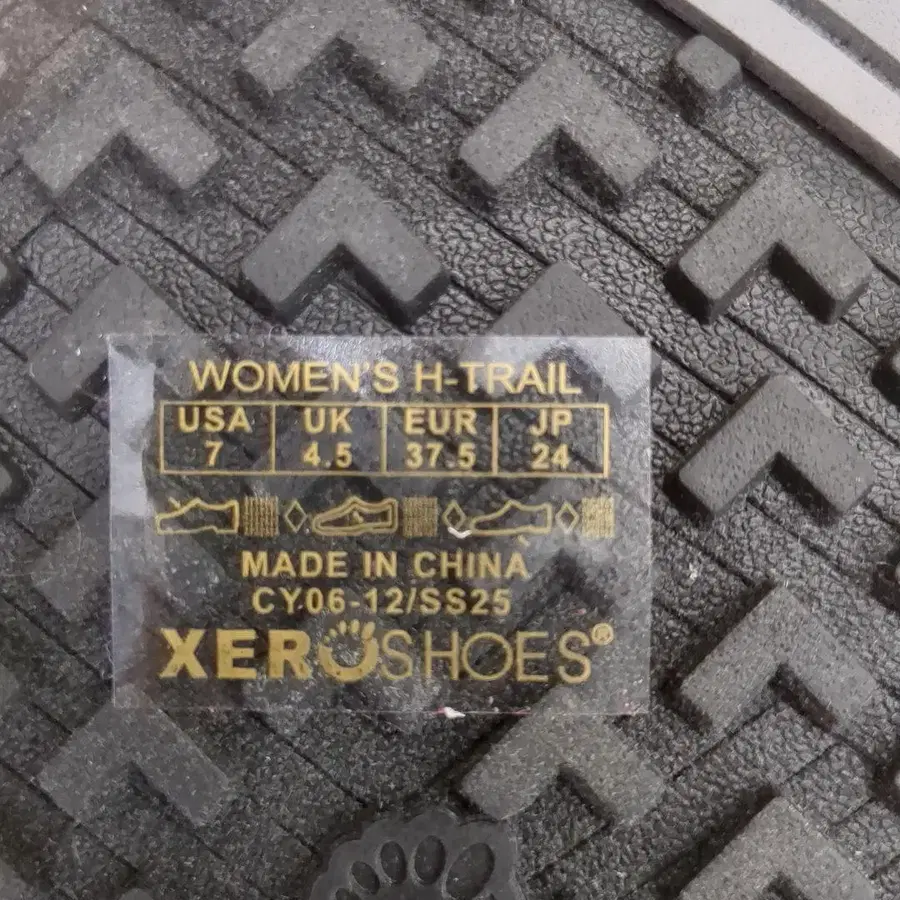 WOMEN'S H-TRAIL
USA UK EUR JP
7 4.5 37.5 24
MADE IN CHINA
CY06-12/SS25
XEROSHOES®